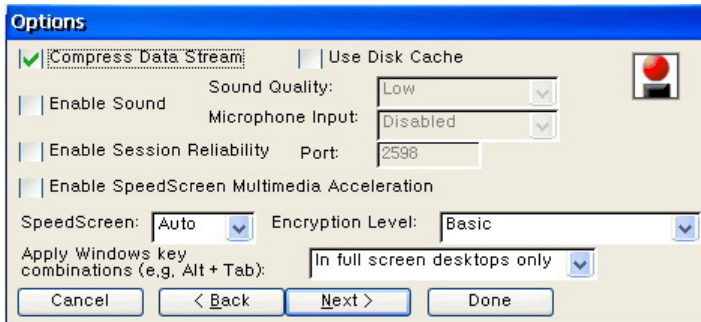 Options
Compress Data Stream Use Disk Cache
Enable Sound
Sound Quality: Low
Microphone Input: Disabled
Enable Session Reliability Port: 2598
Enable SpeedScreen Multimedia Acceleration
SpeedScreen: Auto Encryption Level: Basic
Apply Windows key
combinations (e,g, Alt + Tab): In full screen desktops only
Cancel < Back Next > Done